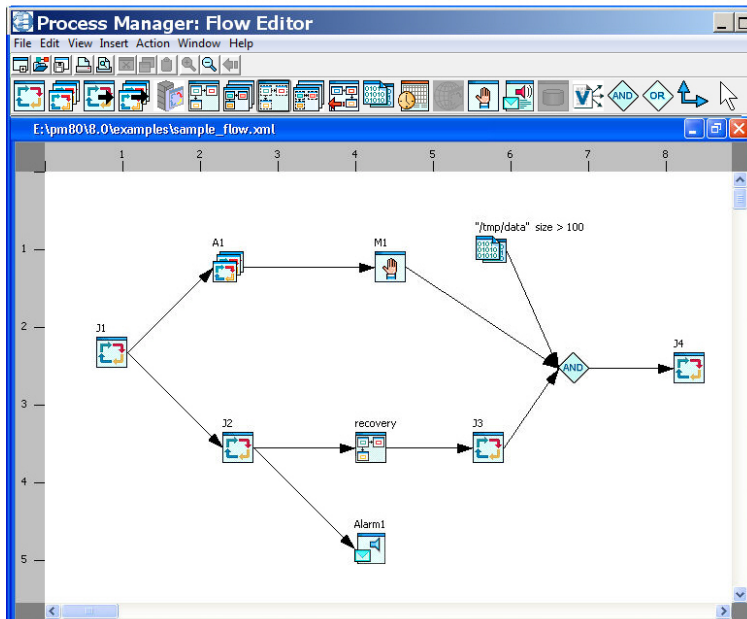 Process Manager: Flow Editor
File Edit View Insert Action Window Help
AND OR
E:\pm80\8.0\examples\sample_flow.xml
1 2 3 4 5 6 7 8
"/tmp/data" size > 100
A1 M1
1
2
J1
J4
AND
3
J2 recovery J3
4
Alarm1
5